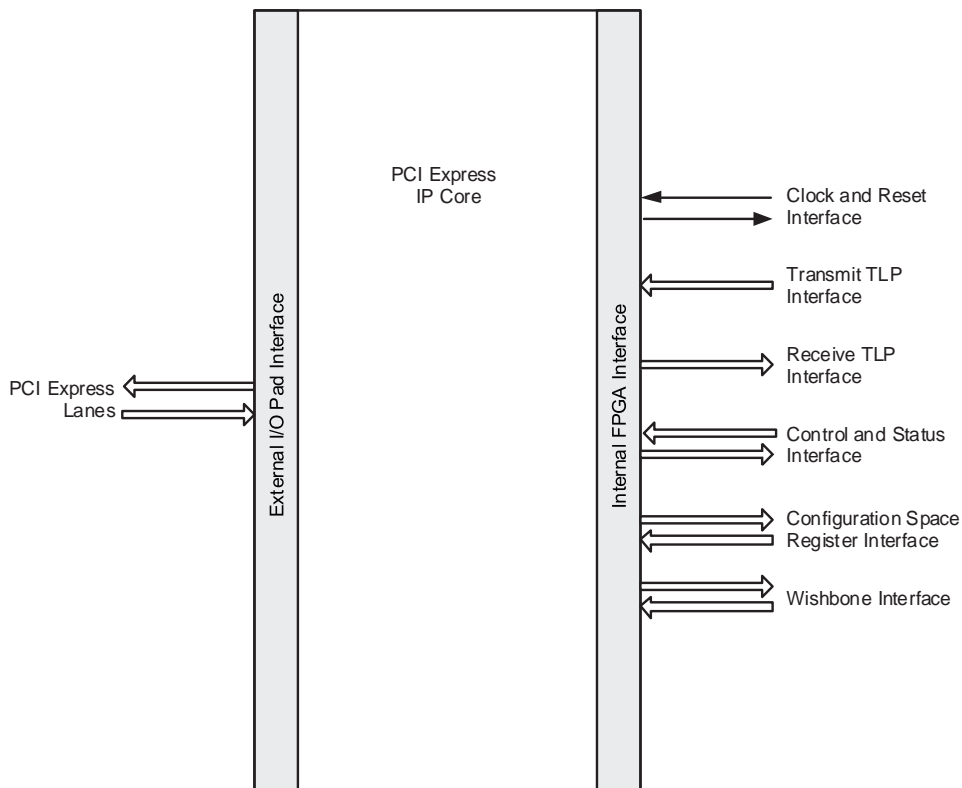 PCI Express
IP Core
External I/O Pad Interface
Internal FPGA Interface
PCI Express
Lanes
Clock and Reset
Interface
Transmit TLP
Interface
Receive TLP
Interface
Control and Status
Interface
Configuration Space
Register Interface
Wishbone Interface